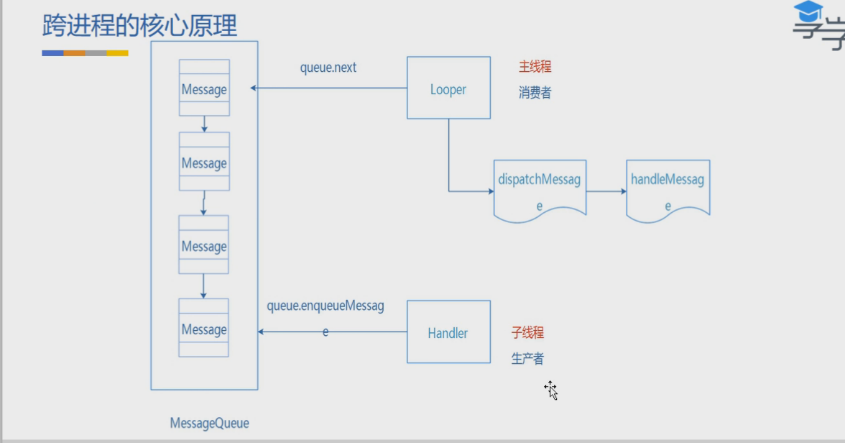 跨进程的核心原理
Message
Message
Message
Message
MessageQueue
queue.next
Looper
主线程
消费者
dispatchMessag
e
handleMessag
e
queue.enqueueMessag
e
Handler
子线程
生产者